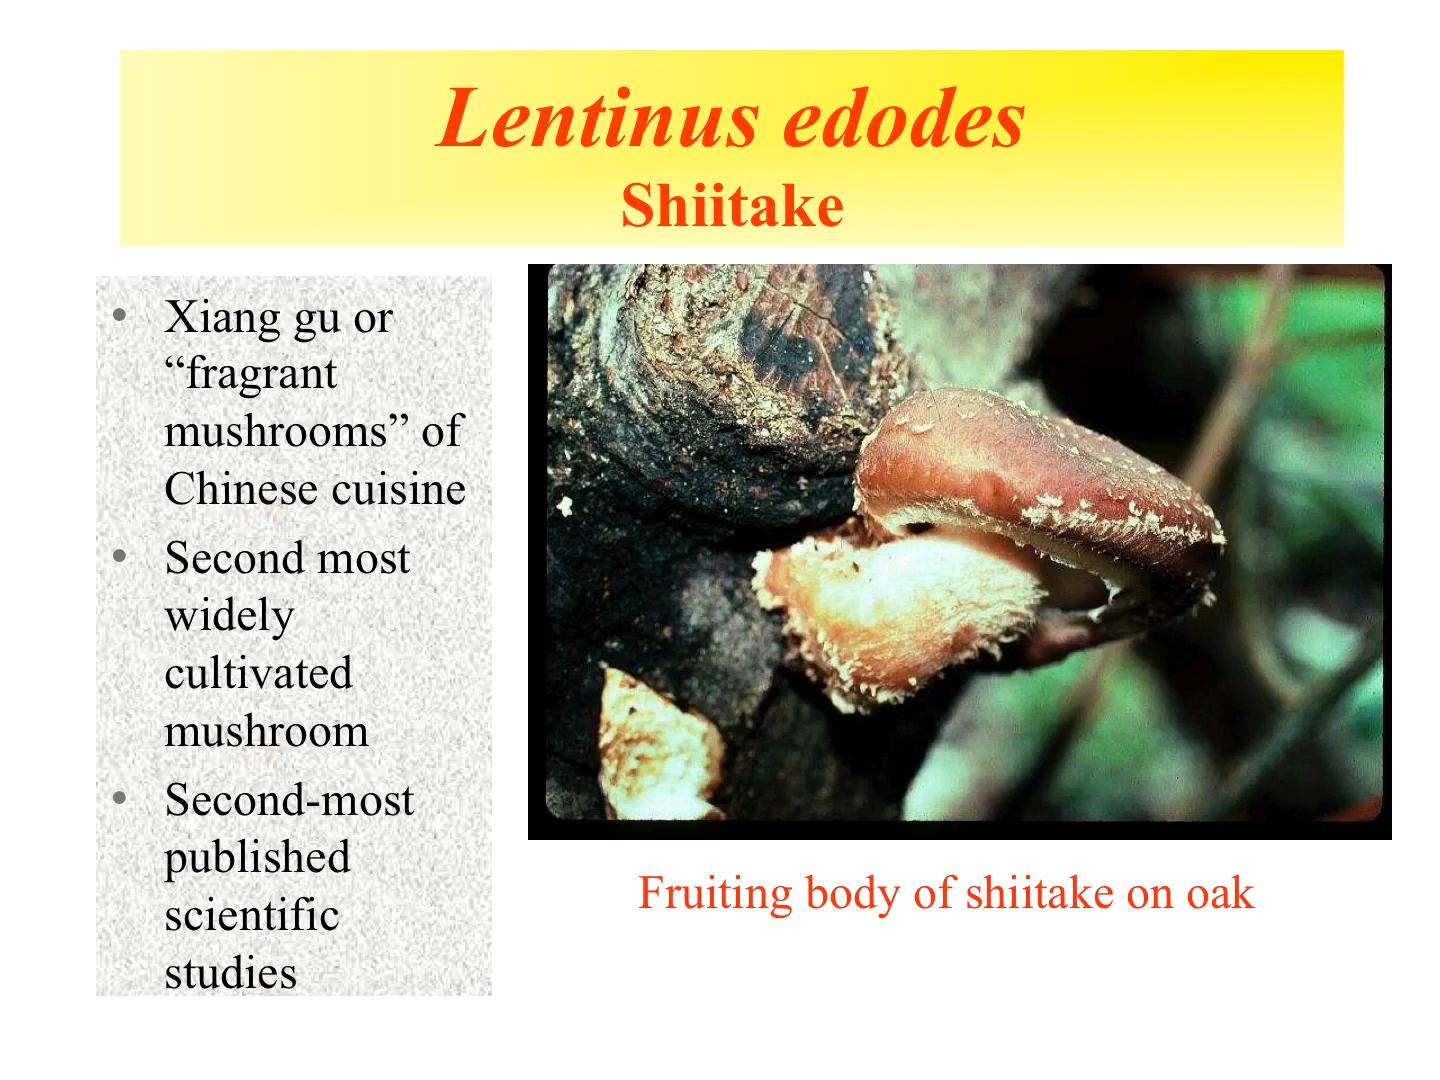 Lentinus edodes
Shiitake
• Xiang gu or
“fragrant
mushrooms” of
Chinese cuisine
• Second most
widely
cultivated
mushroom
• Second-most
published
scientific
studies
Fruiting body of shiitake on oak